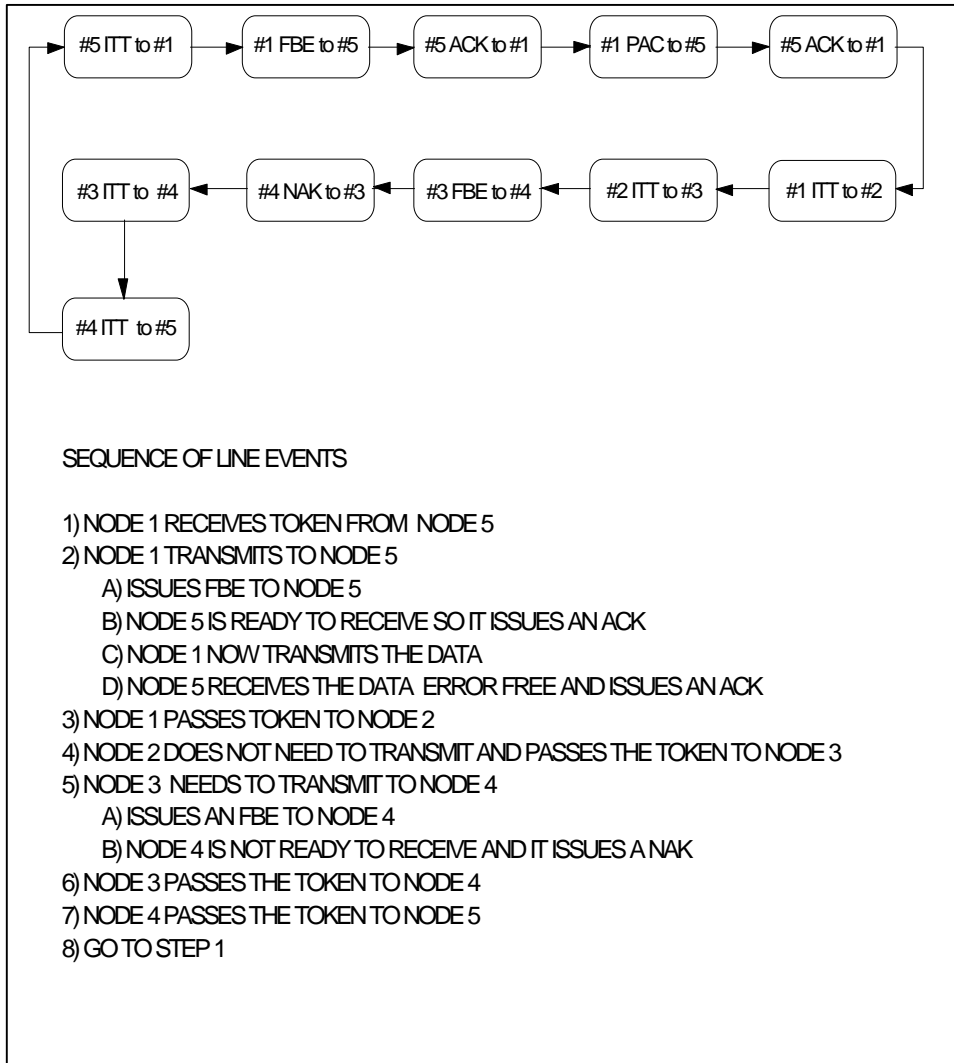 #5 ITT to #1
#1 FBE to #5
#5 ACK to #1
#1 PAC to #5
#5 ACK to #1
#3 ITT to #4
#4 NAK to #3
#3 FBE to #4
#2 ITT to #3
#1 ITT to #2
#4 ITT to #5
SEQUENCE OF LINE EVENTS
1) NODE 1 RECEIVES TOKEN FROM NODE 5
2) NODE 1 TRANSMITS TO NODE 5
A) ISSUES FBE TO NODE 5
B) NODE 5 IS READY TO RECEIVE SO IT ISSUES AN ACK
C) NODE 1 NOW TRANSMITS THE DATA
D) NODE 5 RECEIVES THE DATA ERROR FREE AND ISSUES AN ACK
3) NODE 1 PASSES TOKEN TO NODE 2
4) NODE 2 DOES NOT NEED TO TRANSMIT AND PASSES THE TOKEN TO NODE 3
5) NODE 3 NEEDS TO TRANSMIT TO NODE 4
A) ISSUES AN FBE TO NODE 4
B) NODE 4 IS NOT READY TO RECEIVE AND IT ISSUES A NAK
6) NODE 3 PASSES THE TOKEN TO NODE 4
7) NODE 4 PASSES THE TOKEN TO NODE 5
8) GO TO STEP 1